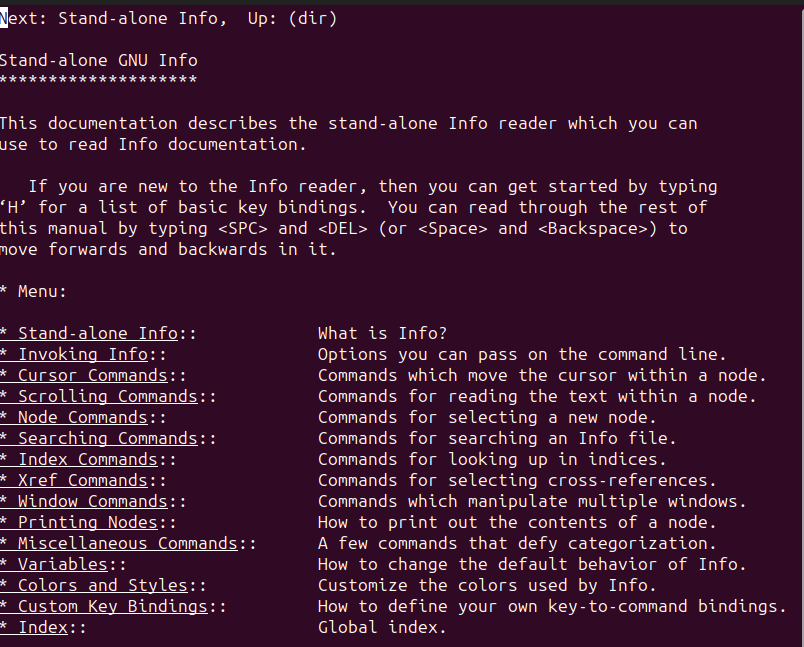 Next: Stand-alone Info,  Up: (dir)
Stand-alone GNU Info
********************
This documentation describes the stand-alone Info reader which you can
use to read Info documentation.
If you are new to the Info reader, then you can get started by typing
‘H’ for a list of basic key bindings.  You can read through the rest of
this manual by typing <SPC> and <DEL> (or <Space> and <Backspace>) to
move forwards and backwards in it.
* Menu:
* Stand-alone Info::            What is Info?
* Invoking Info::               Options you can pass on the command line.
* Cursor Commands::             Commands which move the cursor within a node.
* Scrolling Commands::          Commands for reading the text within a node.
* Node Commands::               Commands for selecting a new node.
* Searching Commands::          Commands for searching an Info file.
* Index Commands::              Commands for looking up in indices.
* Xref Commands::               Commands for selecting cross-references.
* Window Commands::             Commands which manipulate multiple windows.
* Printing Nodes::              How to print out the contents of a node.
* Miscellaneous Commands::      A few commands that defy categorization.
* Variables::                   How to change the default behavior of Info.
* Colors and Styles::           Customize the colors used by Info.
* Custom Key Bindings::         How to define your own key-to-command bindings.
* Index::                       Global index.